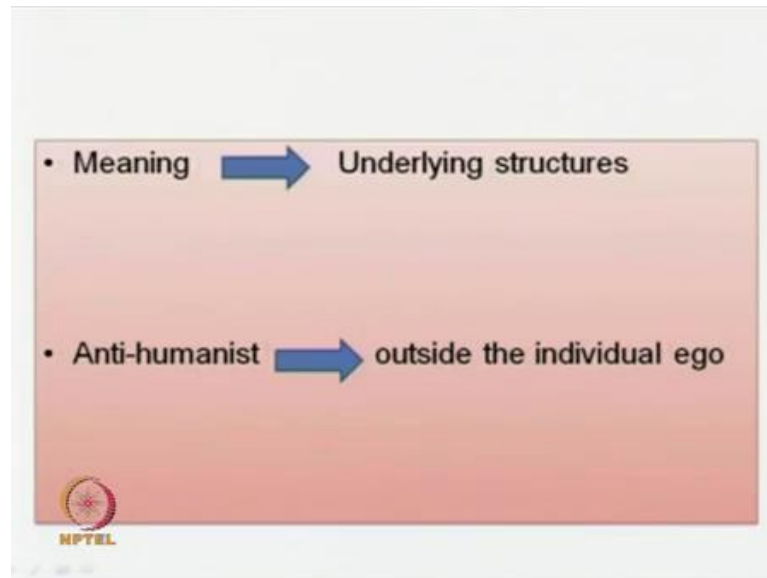 • Meaning Underlying structures
• Anti-humanist outside the individual ego
NPTEL